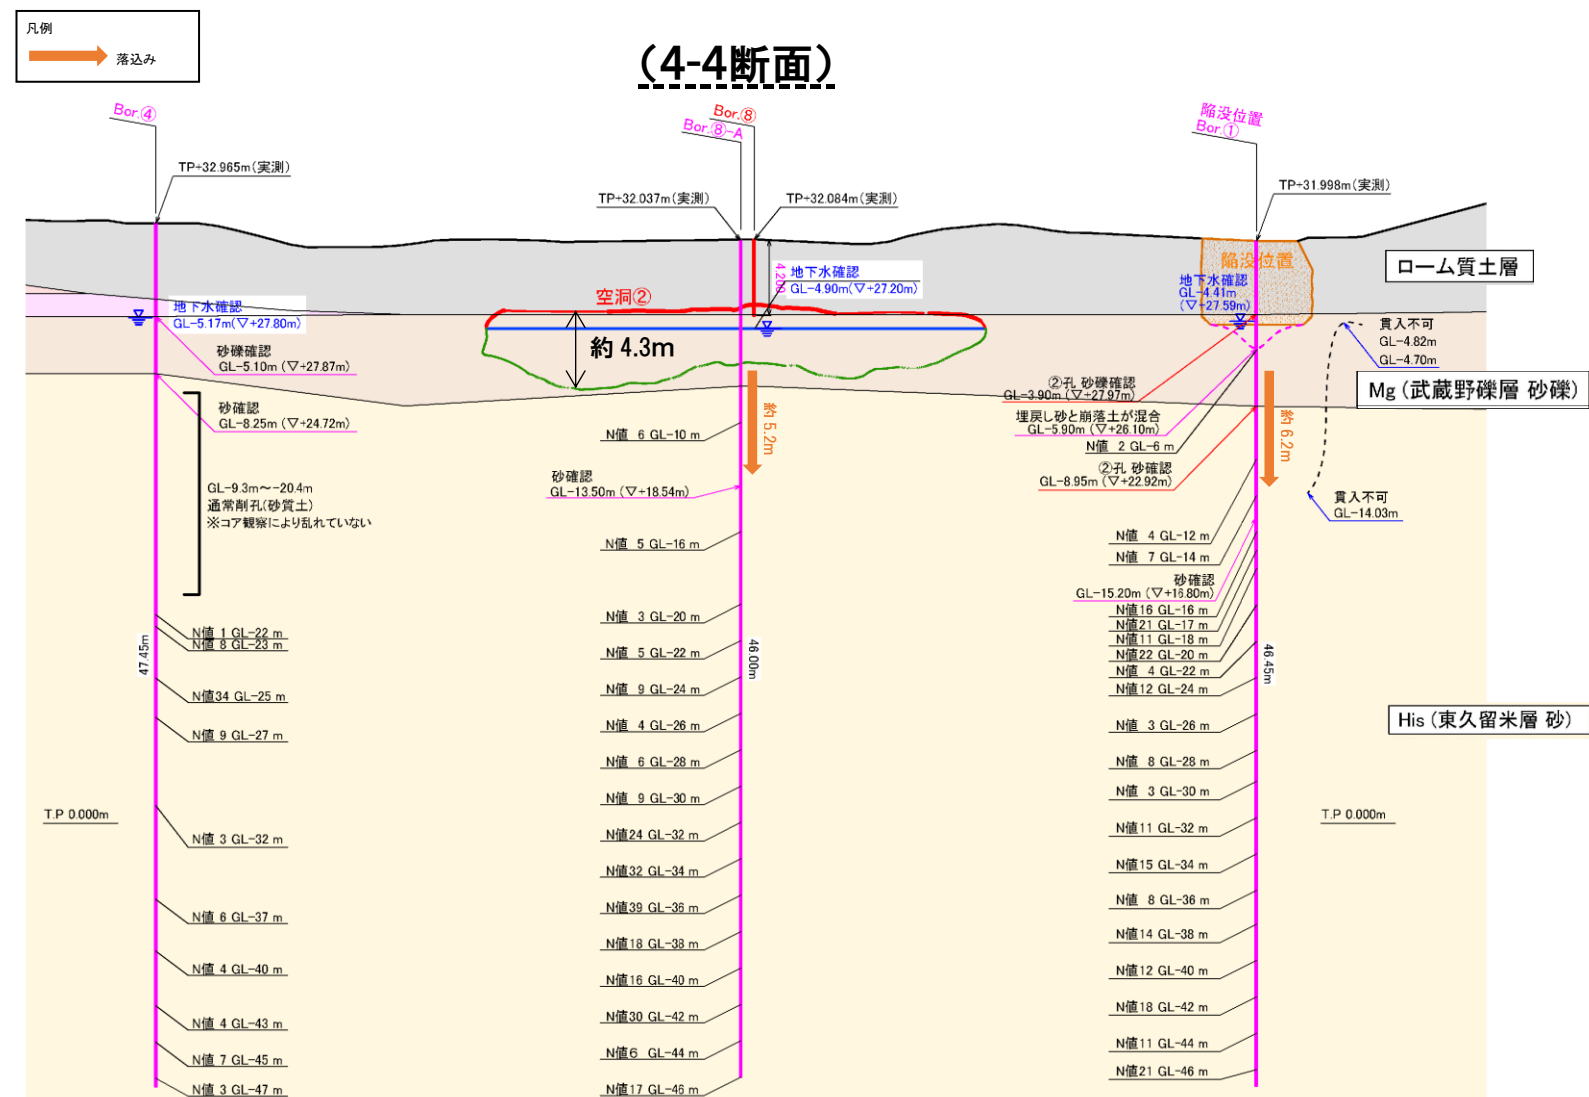 凡例
落込み
(4-4断面)
Bor.④
TP+32.965m(実測)
Bor.⑧
Bor.⑧-A
TP+32.037m(実測)
TP+32.084m(実測)
陥没位置
Bor.①
TP+31.998m(実測)
4.200
地下水確認
GL-4.90m(▽+27.20m)
空洞②
約 4.3m
陥没位置
地下水確認
GL-4.41m
(▽+27.59m)
ローム質土層
地下水確認
GL-5.17m(▽+27.80m)
砂礫確認
GL-5.10m (▽+27.87m)
砂確認
GL-8.25m (▽+24.72m)
GL-9.3m~-20.4m
通常削孔(砂質土)
※コア観察により乱れていない
貫入不可
GL-4.82m
GL-4.70m
Mg (武蔵野礫層 砂礫)
②孔 砂礫確認
GL-3.90m (▽+27.97m)
埋戻し砂と崩落土が混合
GL-5.90m (▽+26.10m)
N値 2 GL-6 m
②孔 砂確認
GL-8.95m (▽+22.92m)
約 5.2m
約 6.2m
貫入不可
GL-14.03m
N値 6 GL-10 m
砂確認
GL-13.50m (▽+18.54m)
N値 5 GL-16 m
N値 3 GL-20 m
N値 5 GL-22 m
N値 9 GL-24 m
N値 4 GL-26 m
N値 6 GL-28 m
N値 9 GL-30 m
N値24 GL-32 m
N値32 GL-34 m
N値39 GL-36 m
N値18 GL-38 m
N値16 GL-40 m
N値30 GL-42 m
N値6 GL-44 m
N値17 GL-46 m
46.00m
N値 4 GL-12 m
N値 7 GL-14 m
砂確認
GL-15.20m (▽+16.80m)
N値16 GL-16 m
N値21 GL-17 m
N値11 GL-18 m
N値22 GL-20 m
N値 4 GL-22 m
N値12 GL-24 m
N値 3 GL-26 m
N値 8 GL-28 m
N値 3 GL-30 m
N値11 GL-32 m
N値15 GL-34 m
N値 8 GL-36 m
N値14 GL-38 m
N値12 GL-40 m
N値18 GL-42 m
N値11 GL-44 m
N値21 GL-46 m
46.45m
47.45m
N値 1 GL-22 m
N値 8 GL-23 m
N値34 GL-25 m
N値 9 GL-27 m
N値 3 GL-32 m
N値 6 GL-37 m
N値 4 GL-40 m
N値 4 GL-43 m
N値 7 GL-45 m
N値 3 GL-47 m
T.P 0.000m
T.P 0.000m
His (東久留米層 砂)